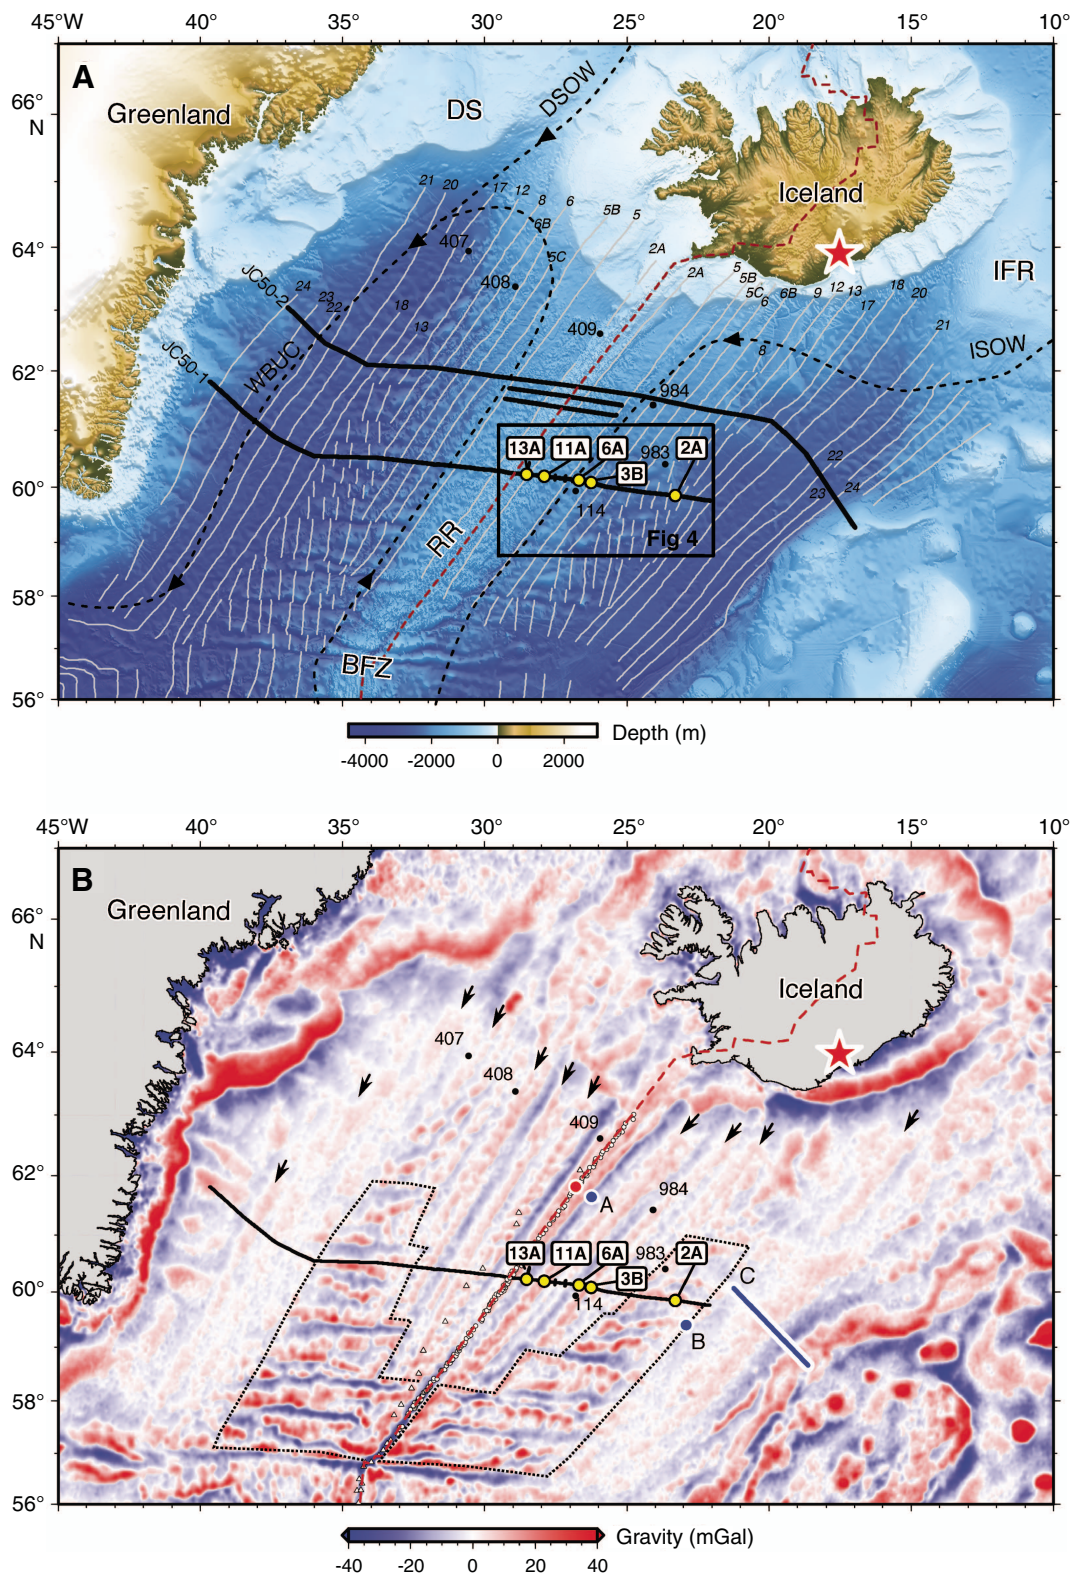 45°W 40° 35° 30° 25° 20° 15° 10°
A
66°
N
64°
62°
60°
58°
56°
Greenland
DS
DSOW
Iceland
IFR
ISOW
WBUC
JC50-2
JC50-1
RR
BFZ
21 20 17 12 8 6 5B 5 2A
6B
5C
407
408
409
984
983
114
24 23 22 18 13
2A 5 5B 5C 6 6B 9 12 13 17 18 20 21
8
22
23 24
13A 11A 6A 3B 2A
Fig 4
Depth (m)
-4000 -2000 0 2000
45°W 40° 35° 30° 25° 20° 15° 10°
B
66°
N
64°
62°
60°
58°
56°
Greenland
Iceland
407
408
409
984
983
114
A
B
C
13A 11A 6A 3B 2A
Gravity (mGal)
-40 -20 0 20 40